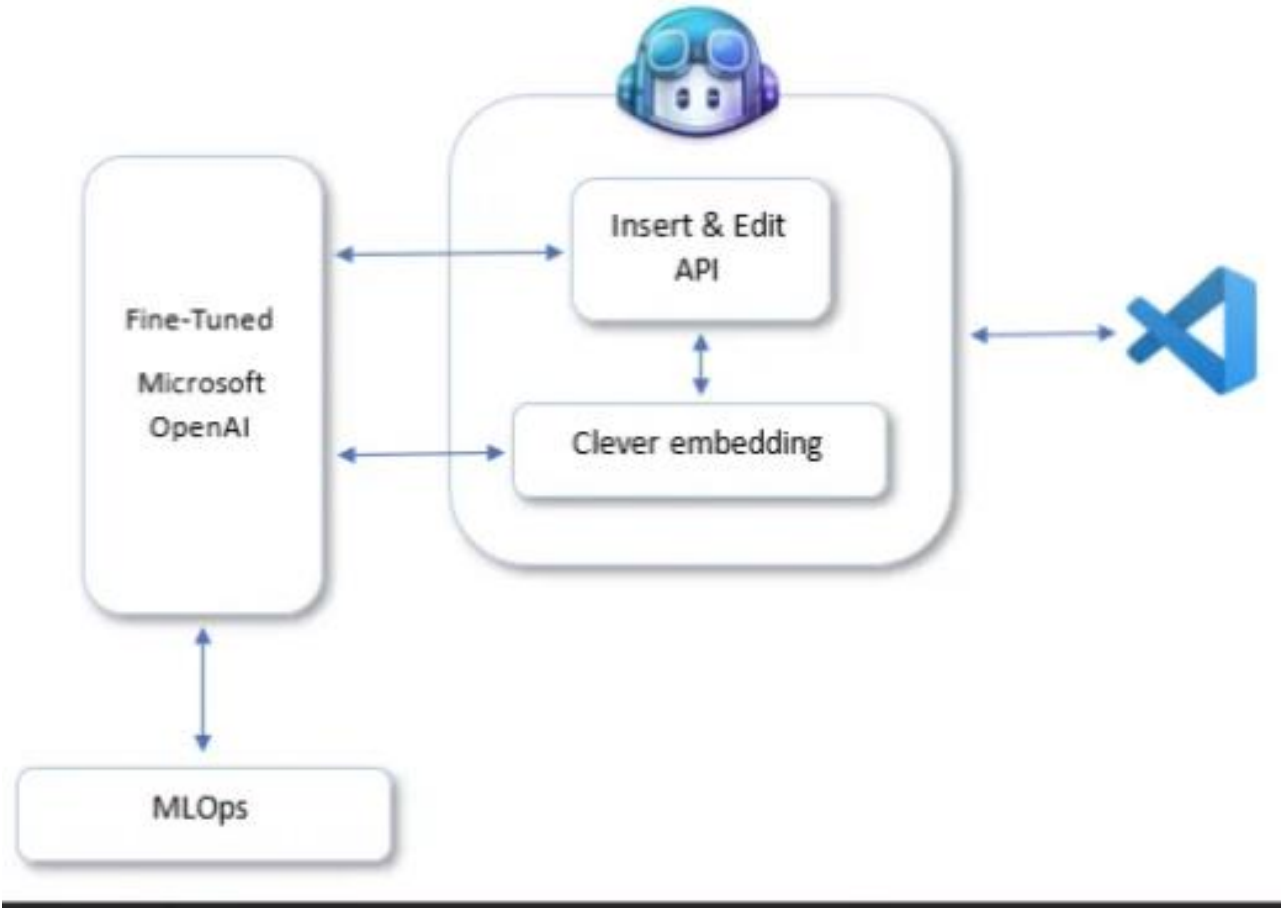 Insert & Edit
API
Fine-Tuned
Microsoft
OpenAI
Clever embedding
MLOps